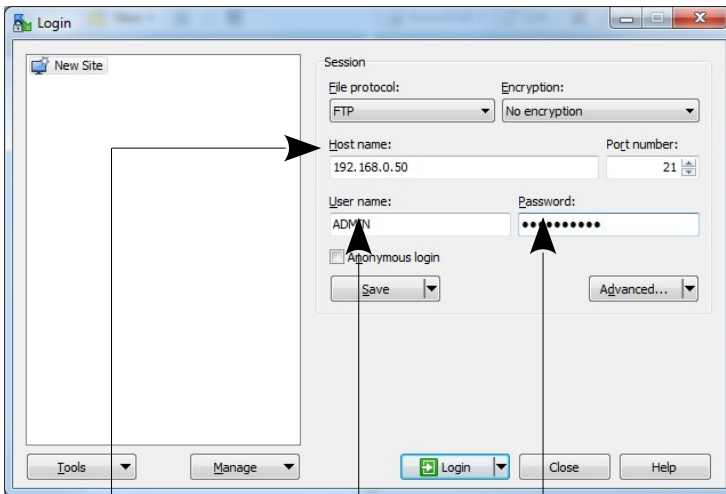 Login
New Site
Session
File protocol: Encryption:
FTP No encryption
Host name: Port number:
192.168.0.50 21
User name: Password:
ADMIN ••••••••••
Anonymous login
Save Advanced...
Tools Manage Login Close Help